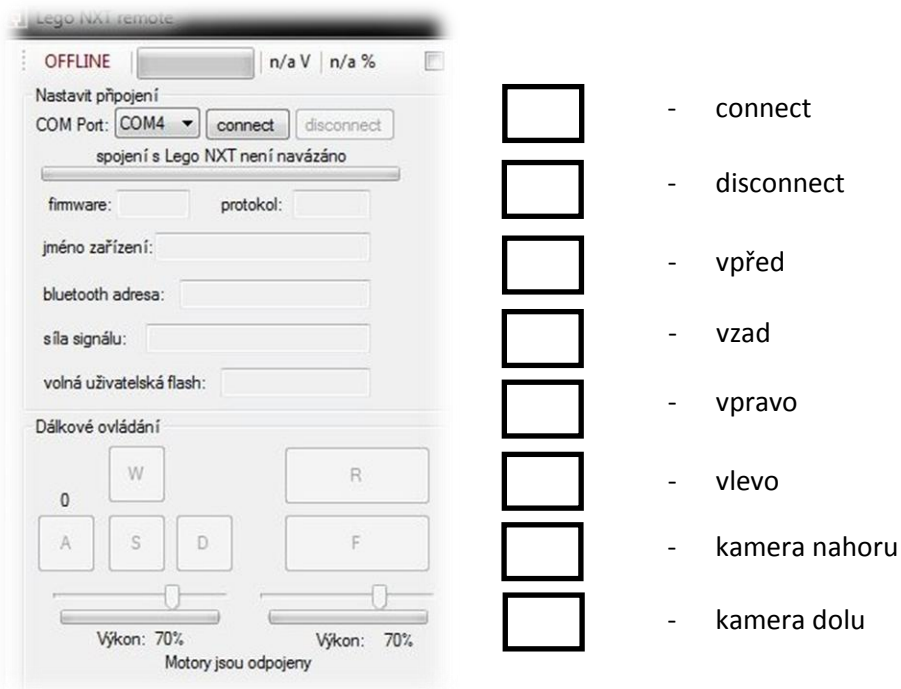 Lego NXT remote
OFFLINE n/a V n/a %
Nastavit připojení
COM Port: COM4 connect disconnect
spojení s Lego NXT není navázáno
firmware: protokol:
jméno zařízení:
bluetooth adresa:
síla signálu:
volná uživatelská flash:
Dálkové ovládání
W R
0
A S D F
Výkon: 70% Výkon: 70%
Motory jsou odpojeny
- connect
- disconnect
- vpřed
- vzad
- vpravo
- vlevo
- kamera nahoru
- kamera dolu